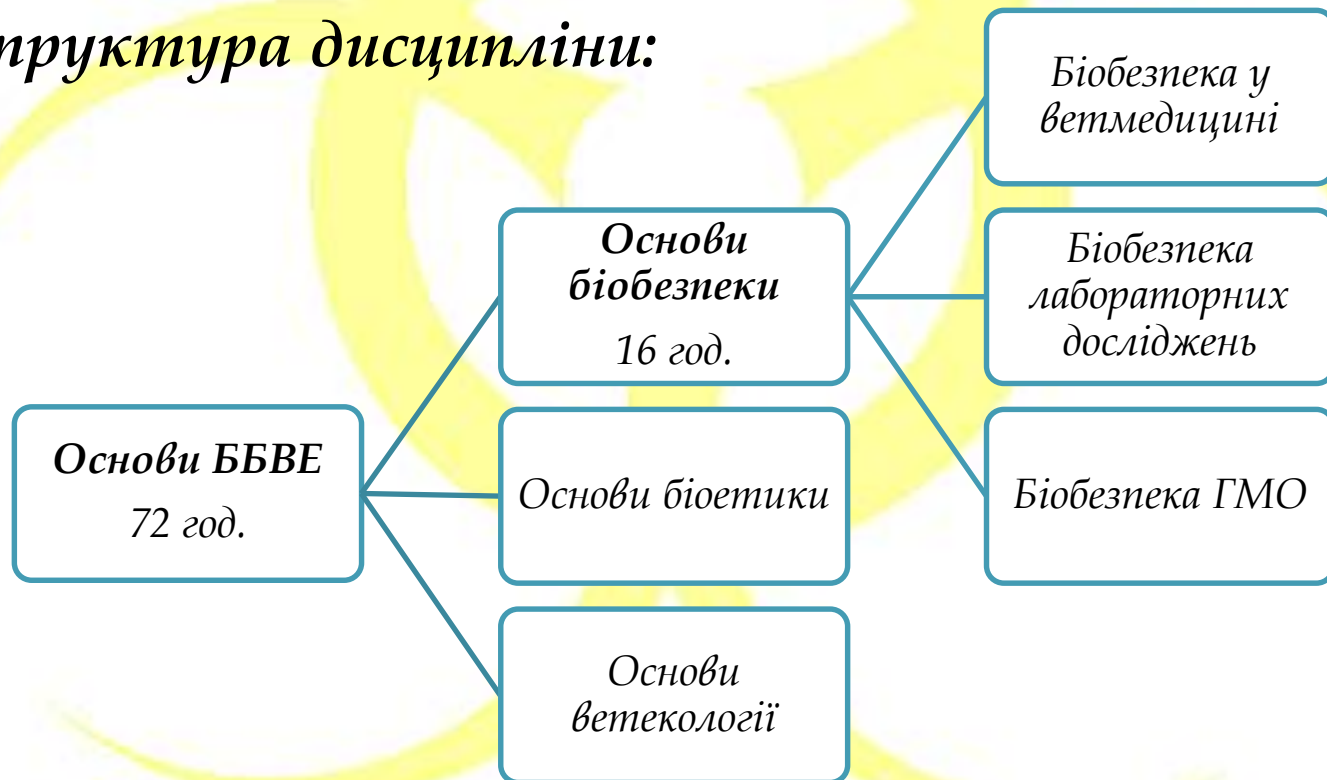 труктура дисципліни:
Біобезпека у
ветмедицині
Основи
біобезпеки
16 год.
Біобезпека
лабораторних
досліджень
Основи ББВЕ
72 год.
Основи біоетики
Біобезпека ГМО
Основи
ветекології